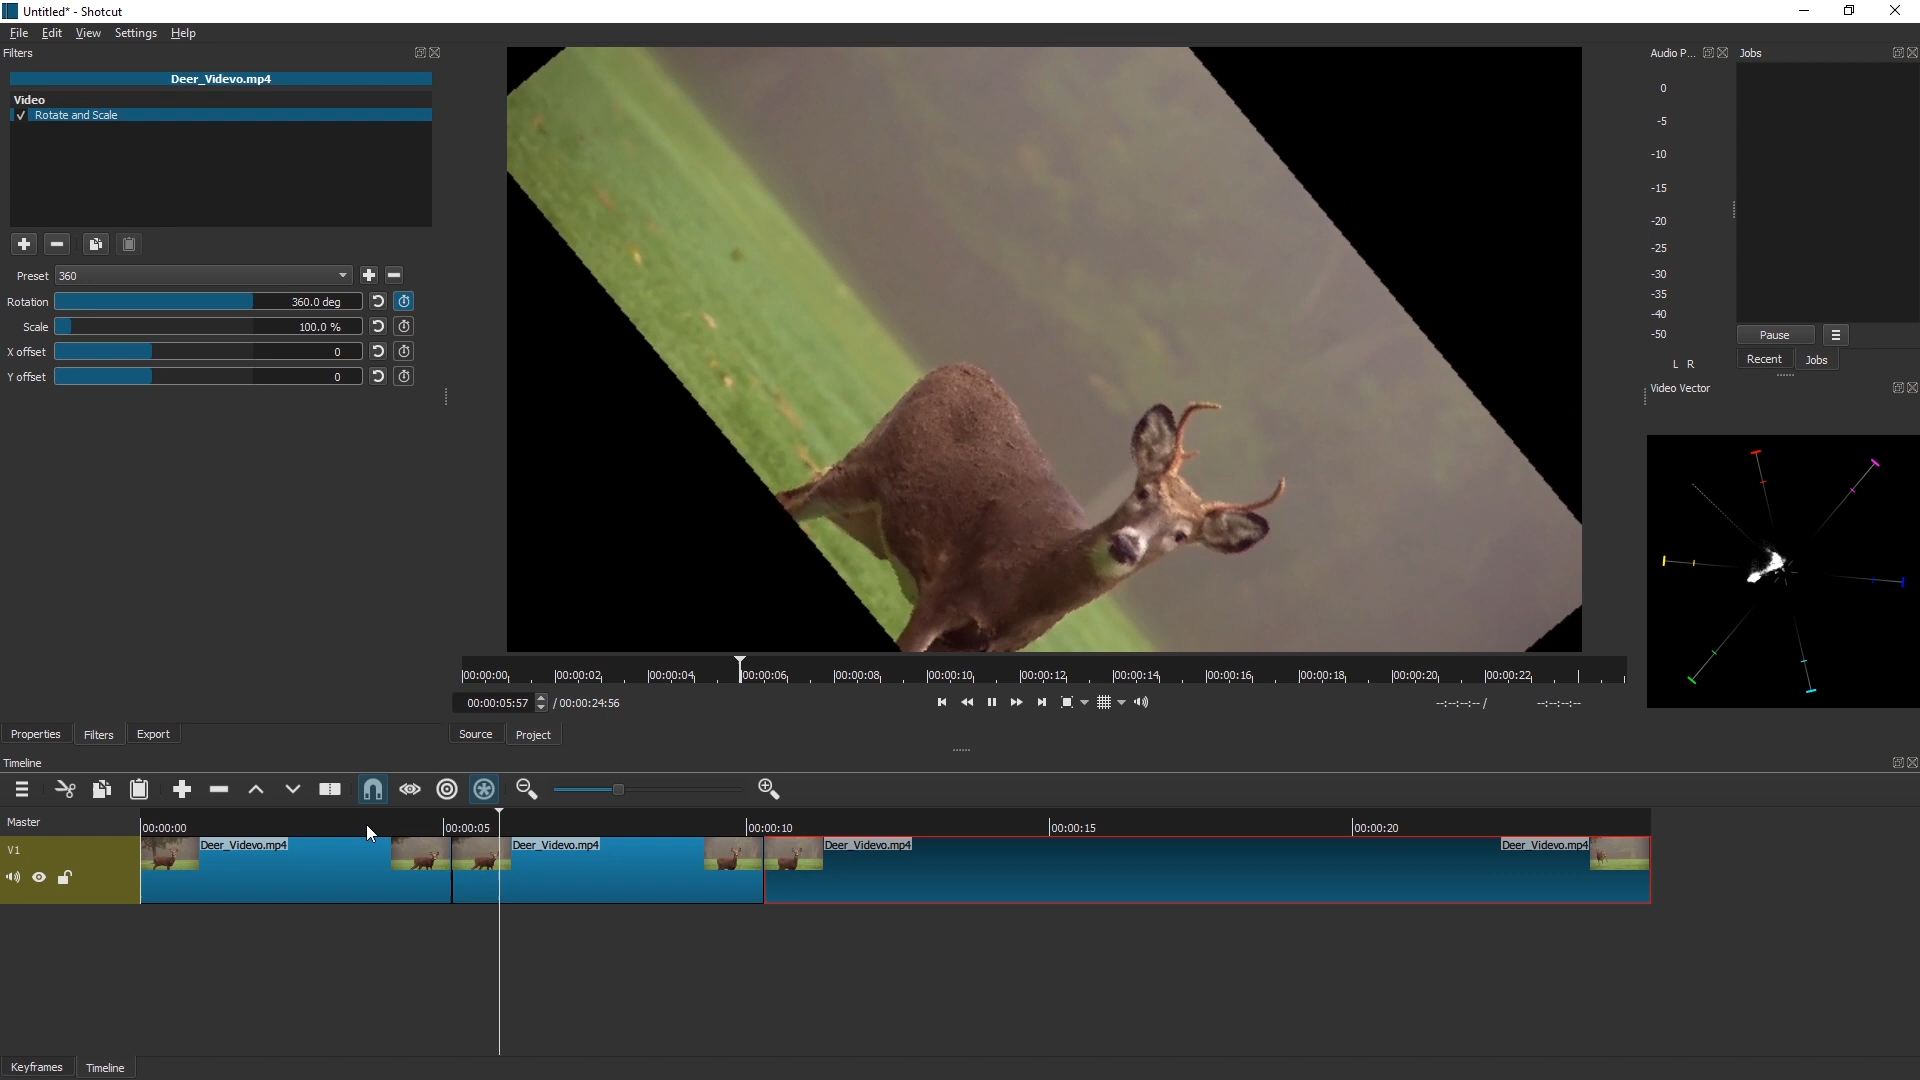 Untitled* - Shotcut
File Edit View Settings Help
Filters
Deer_Videvo.mp4
Video
Rotate and Scale
Preset 360
Rotation 360.0 deg
Scale 100.0 %
X offset 0
Y offset 0
Properties Filters Export
00:00:00 00:00:02 00:00:04 00:00:06 00:00:08 00:00:10 00:00:12 00:00:14 00:00:16 00:00:18 00:00:20 00:00:22
00:00:05:57 / 00:00:24:56 --:--:--:-- / --:--:--:--
Source Project
Audio P...
0
-5
-10
-15
-20
-25
-30
-35
-40
-50
L R
Jobs
Pause
Recent Jobs
Video Vector
Timeline
Master
00:00:00 00:00:05 00:00:10 00:00:15 00:00:20
V1
Deer_Videvo.mp4 Deer_Videvo.mp4 Deer_Videvo.mp4 Deer_Videvo.mp4
Keyframes Timeline